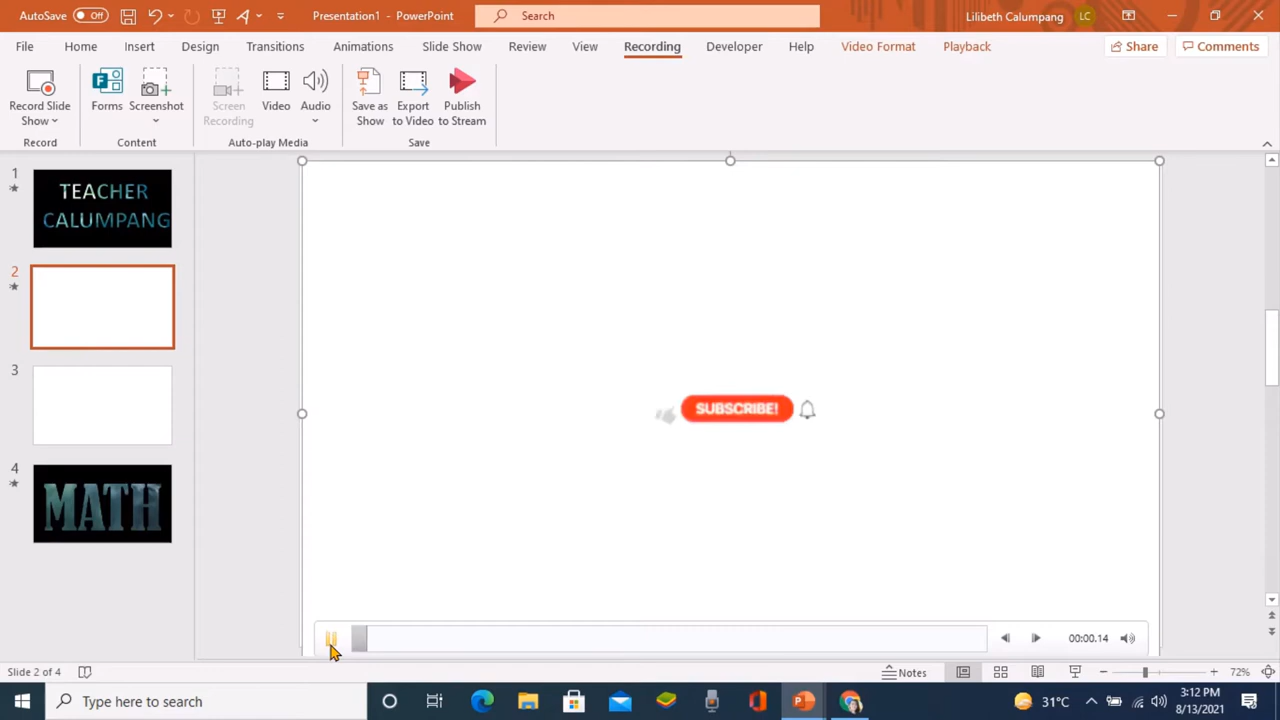 AutoSave Off Presentation1 - PowerPoint Search Lilibeth Calumpang LC
File Home Insert Design Transitions Animations Slide Show Review View Recording Developer Help Video Format Playback Share Comments
Record Slide Show
Forms
Screenshot
Screen Recording
Video
Audio
Save as Show
Export to Video
Publish to Stream
Record Content Auto-play Media Save
1
TEACHER
CALUMPANG
2
3
4
MATH
SUBSCRIBE!
00:00.14
Slide 2 of 4 Notes 72%
Type here to search 31°C 3:12 PM
8/13/2021